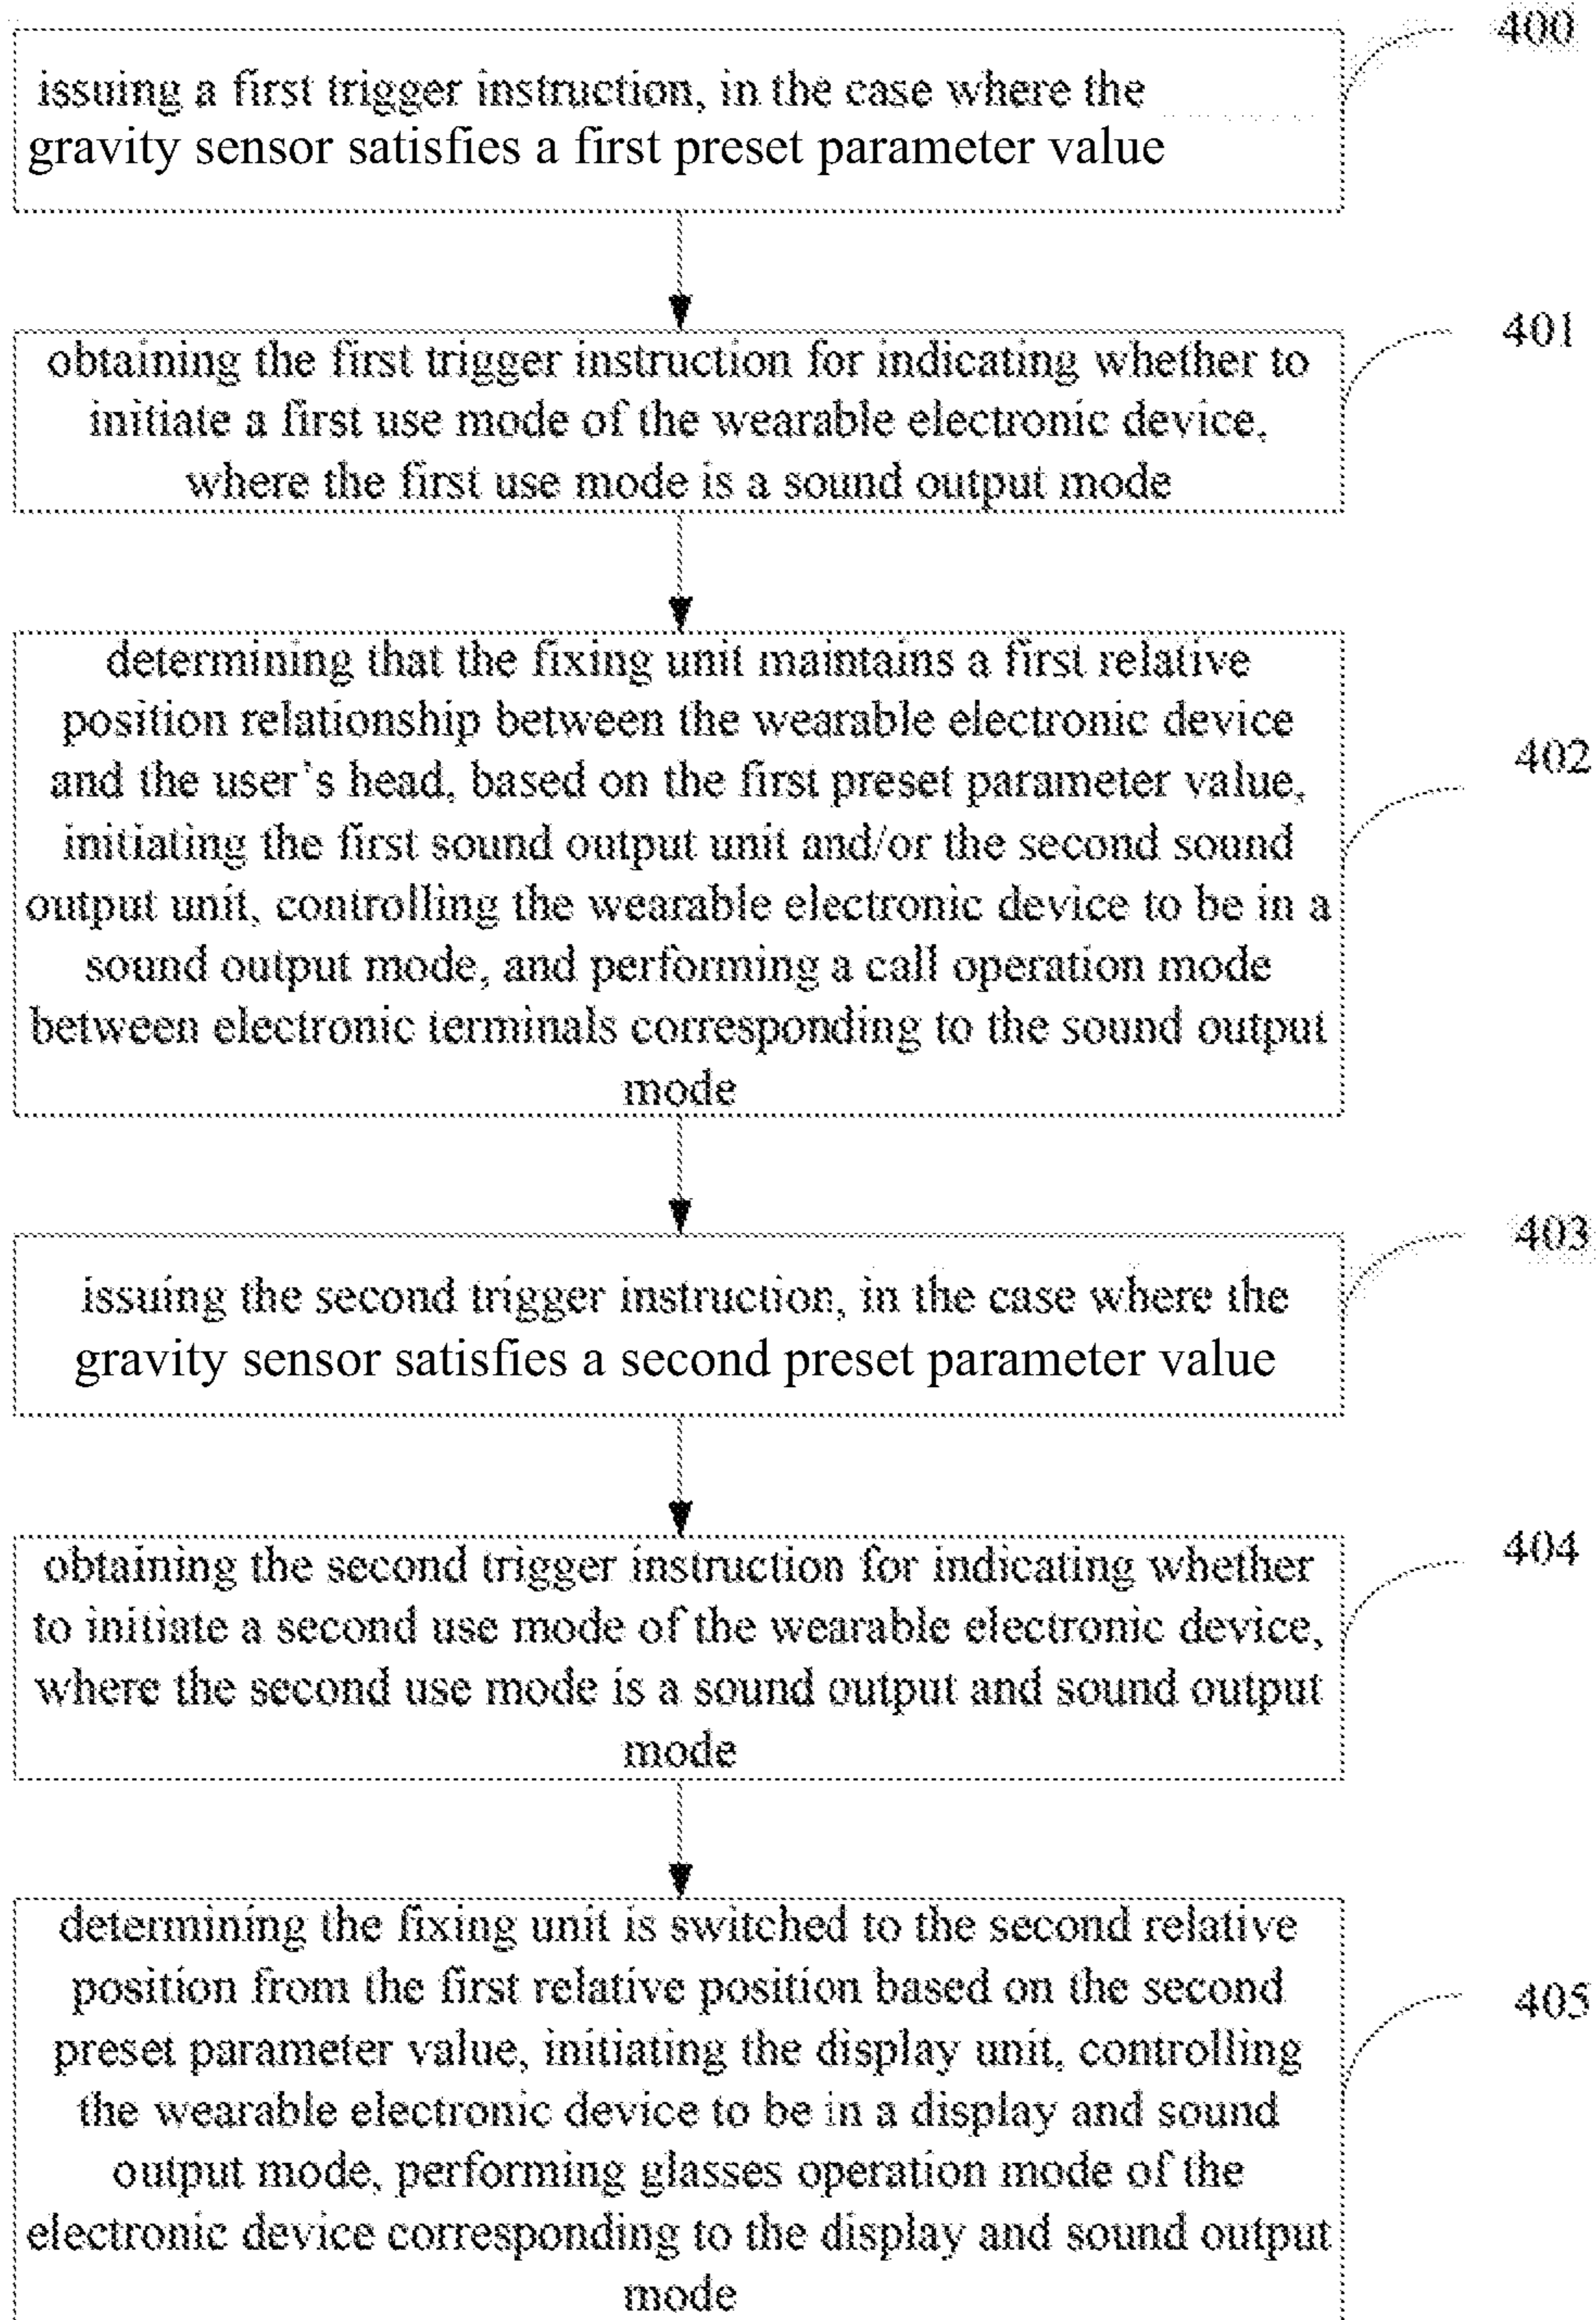 400
issuing a first trigger instruction, in the case where the
gravity sensor satisfies a first preset parameter value
401
obtaining the first trigger instruction for indicating whether to
initiate a first use mode of the wearable electronic device,
where the first use mode is a sound output mode
402
determining that the fixing unit maintains a first relative
position relationship between the wearable electronic device
and the user's head, based on the first preset parameter value,
initiating the first sound output unit and/or the second sound
output unit, controlling the wearable electronic device to be in a
sound output mode, and performing a call operation mode
between electronic terminals corresponding to the sound output
mode
403
issuing the second trigger instruction, in the case where the
gravity sensor satisfies a second preset parameter value
404
obtaining the second trigger instruction for indicating whether
to initiate a second use mode of the wearable electronic device,
where the second use mode is a sound output and sound output
mode
405
determining the fixing unit is switched to the second relative
position from the first relative position based on the second
preset parameter value, initiating the display unit, controlling
the wearable electronic device to be in a display and sound
output mode, performing glasses operation mode of the
electronic device corresponding to the display and sound output
mode